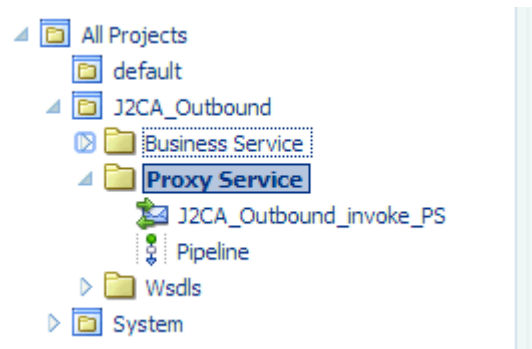 All Projects
default
J2CA_Outbound
Business Service
Proxy Service
J2CA_Outbound_invoke_PS
Pipeline
Wsdls
System